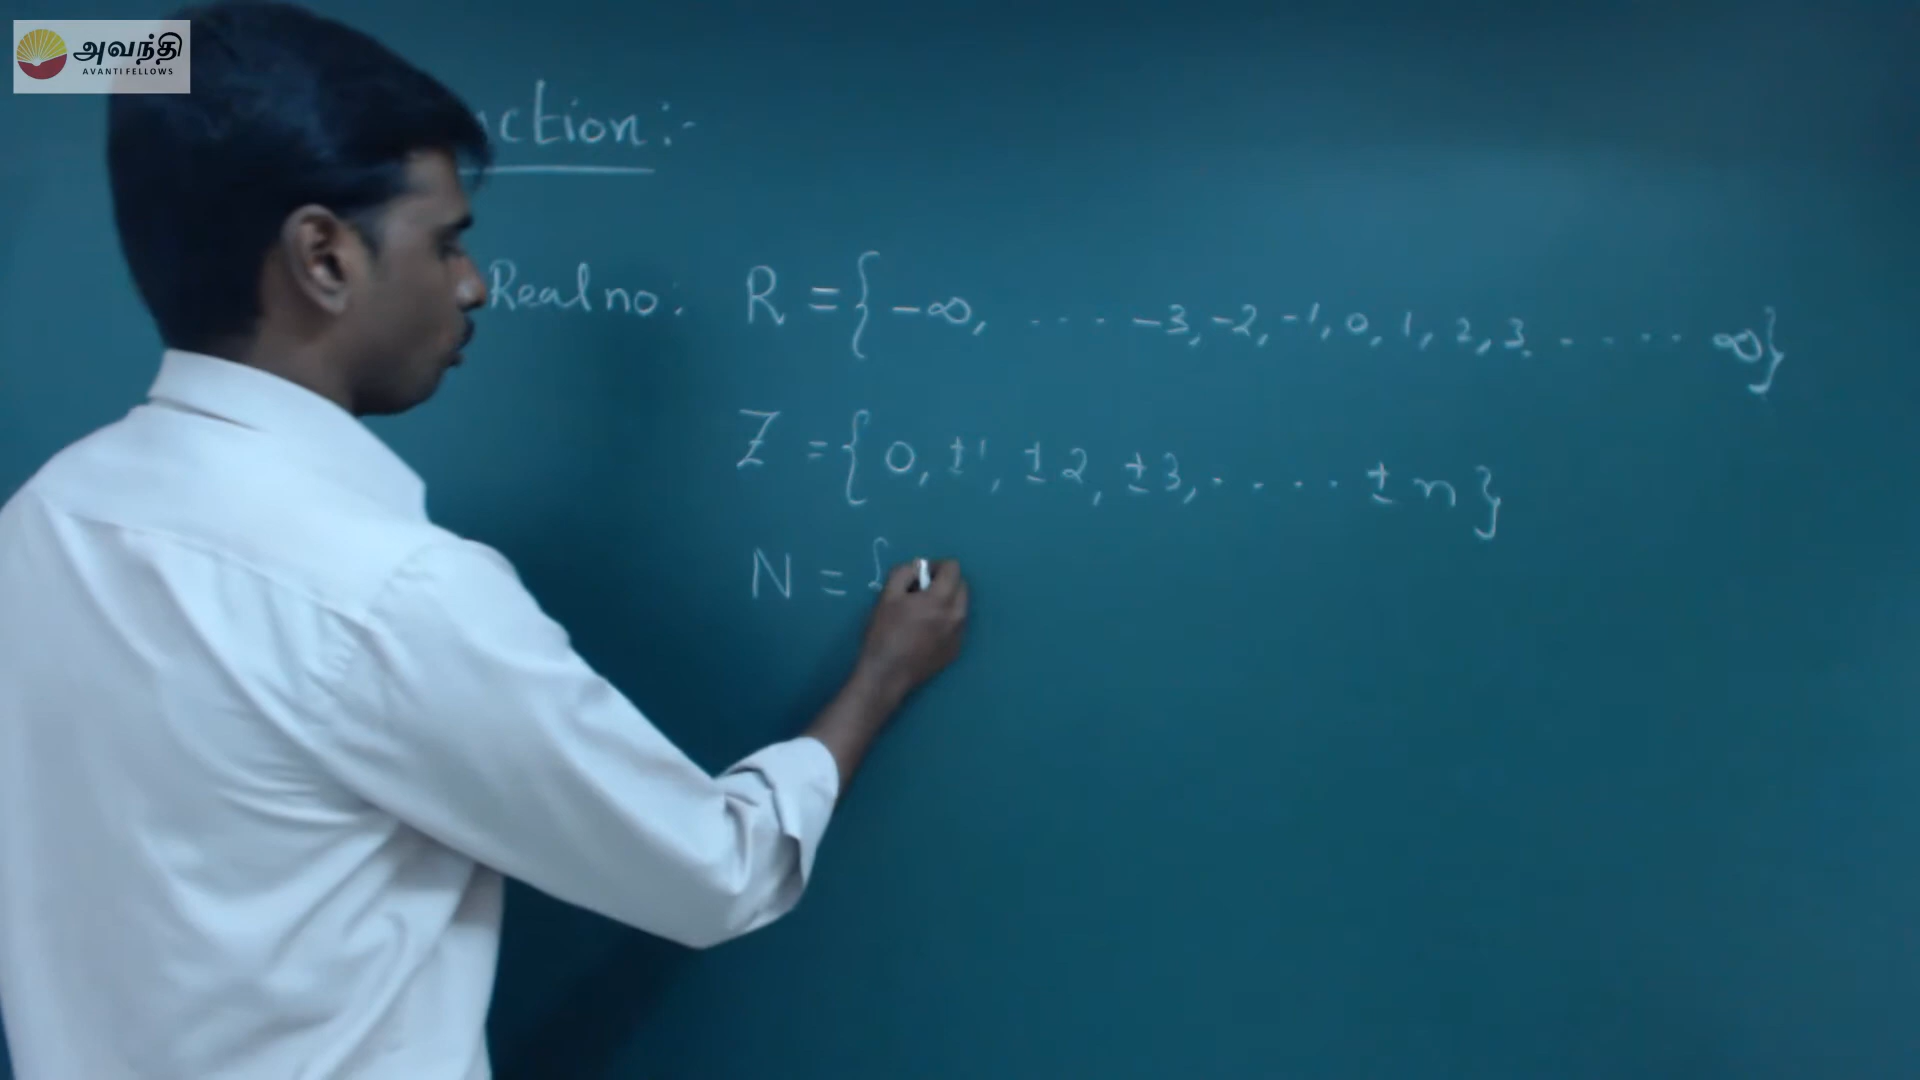 அவந்தி
AVANTI FELLOWS
ction:-
Real no: R = { -∞, .... -3, -2, -1, 0, 1, 2, 3. ..... ∞}
Z = { 0, ±1, ±2, ±3, ..... ±n }
N = {